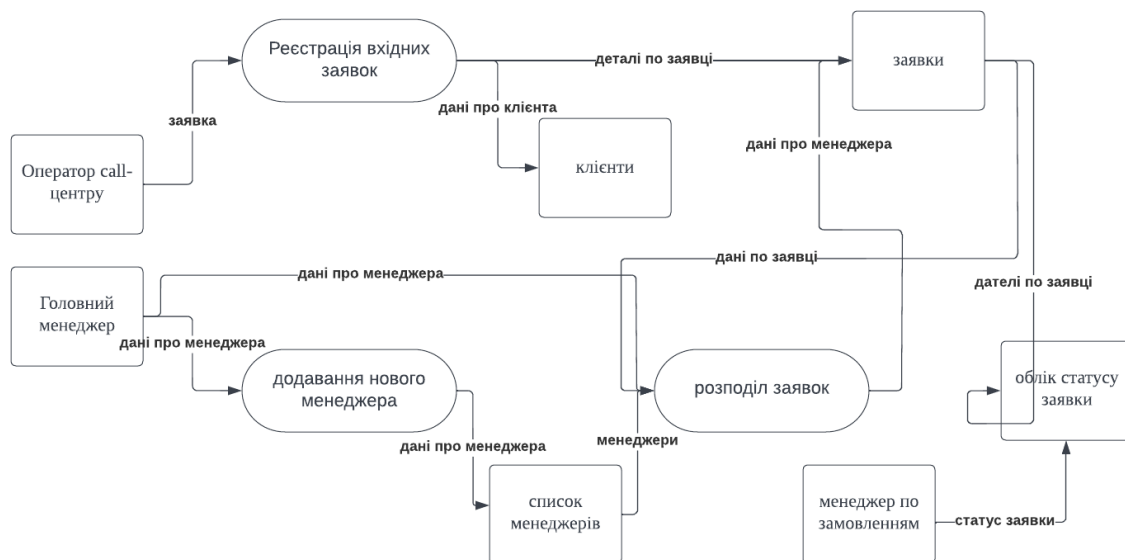 Реєстрація вхідних
заявок
деталі по заявці
заявки
дані про клієнта
заявка
дані про менеджера
Оператор call-
центру
клієнти
дані по заявці
дані про менеджера
дателі по заявці
Головний
менеджер
дані про менеджера
додавання нового
менеджера
розподіл заявок
облік статусу
заявки
дані про менеджера
менеджери
список
менеджерів
менеджер по
замовленням
статус заявки